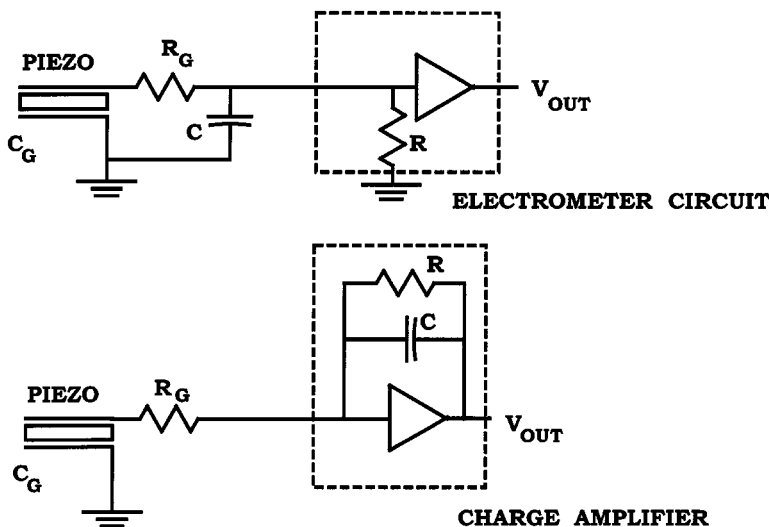 PIEZO
R_G
C
C_G
R
V_OUT
ELECTROMETER CIRCUIT
R
C
PIEZO
R_G
V_OUT
C_G
CHARGE AMPLIFIER